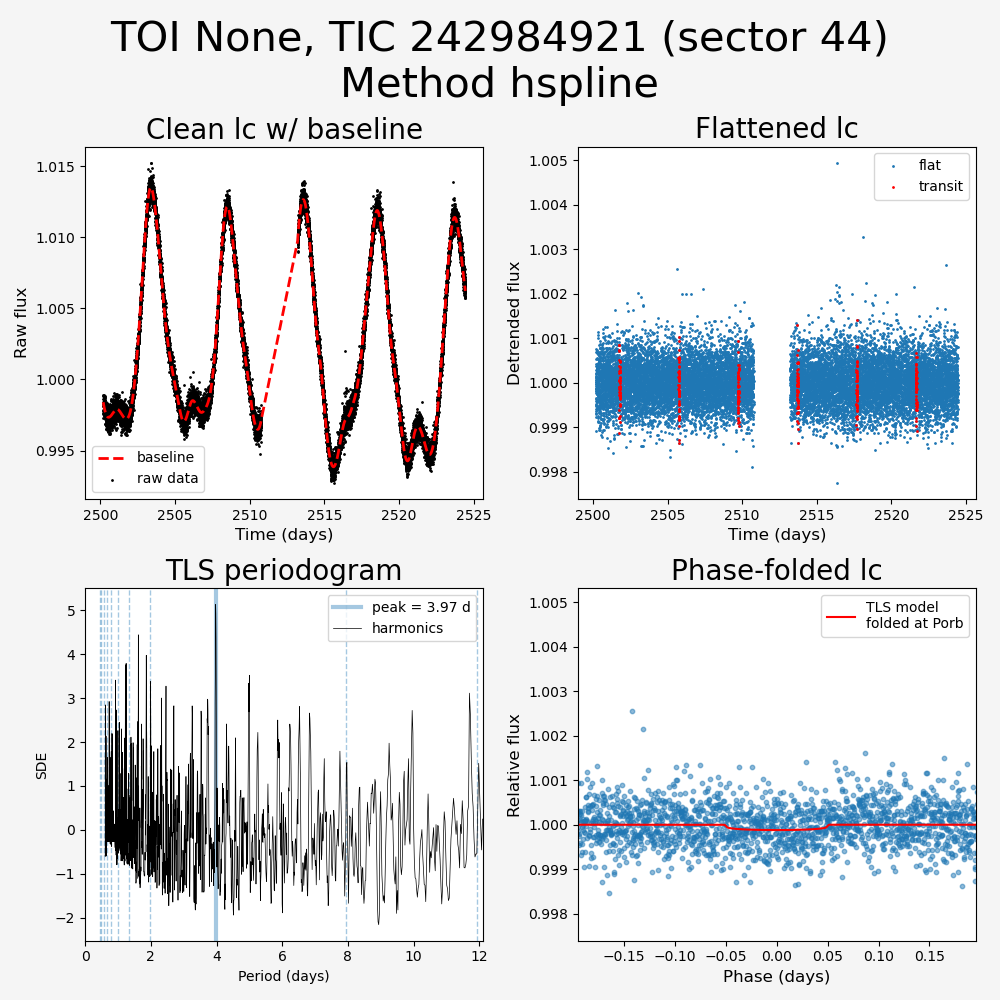 TOI None, TIC 242984921 (sector 44)
Method hspline
Clean lc w/ baseline
Raw flux
1.015
1.010
1.005
1.000
0.995
baseline
raw data
2500
2505
2510
2515
2520
2525
Time (days)
Flattened lc
Detrended flux
1.005
1.004
1.003
1.002
1.001
1.000
0.999
0.998
flat
transit
2500
2505
2510
2515
2520
2525
Time (days)
TLS periodogram
SDE
5
4
3
2
1
0
−1
−2
peak = 3.97 d
harmonics
0
2
4
6
8
10
12
Period (days)
Phase-folded lc
Relative flux
1.005
1.004
1.003
1.002
1.001
1.000
0.999
0.998
TLS model
folded at Porb
−0.15
−0.10
−0.05
0.00
0.05
0.10
0.15
Phase (days)